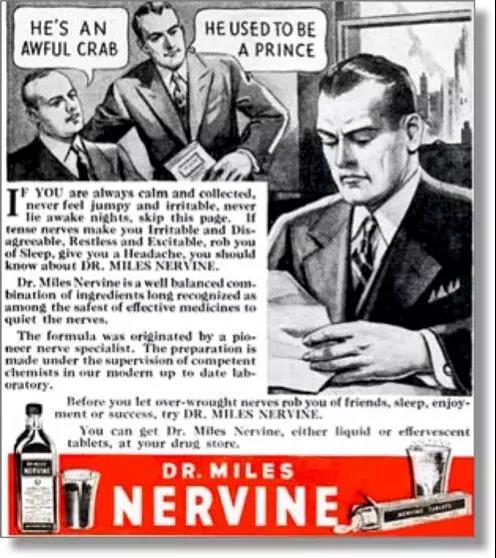 HE'S AN
AWFUL CRAB
HE USED TO BE
A PRINCE
IF YOU are always calm and collected,
never feel jumpy and irritable, never
lie awake nights, skip this page. If
tense nerves make you Irritable and Dis-
agreeable, Restless and Excitable, rob you
of Sleep, give you a Headache, you should
know about DR. MILES NERVINE.
Dr. Miles Nervine is a well balanced com-
bination of ingredients long recognized as
among the safest of effective medicines to
quiet the nerves.
The formula was originated by a pio-
neer nerve specialist. The preparation is
made under the supervision of competent
chemists in our modern up to date lab-
oratory.
Before you let over-wrought nerves rob you of friends, sleep, enjoy-
ment or success, try DR. MILES NERVINE.
You can get Dr. Miles Nervine, either liquid or effervescent
tablets, at your drug store.
NERVINE
DR. MILES
NERVINE
NERVINE TABLETS